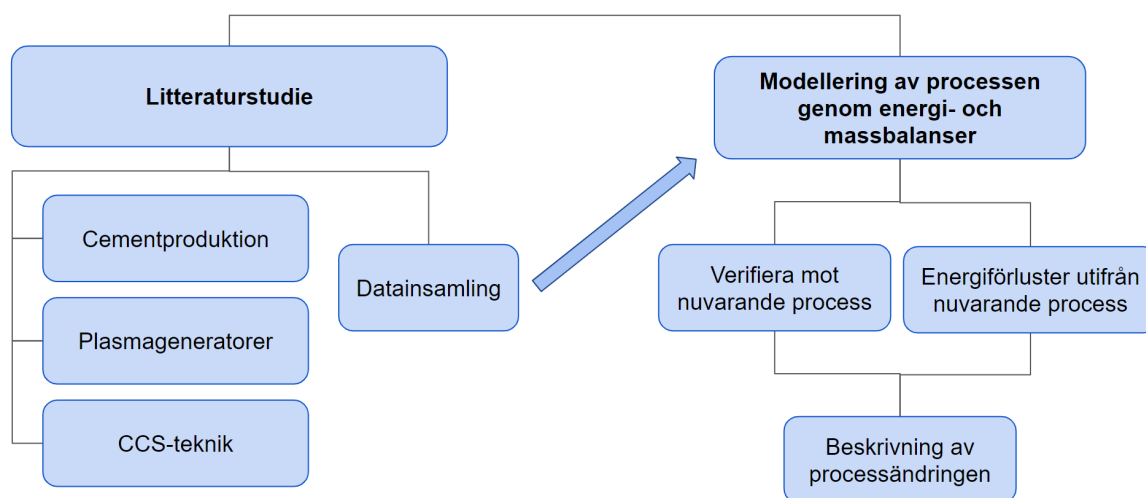 Litteraturstudie
Cementproduktion
Plasmageneratorer
CCS-teknik
Datainsamling
Modellering av processen
genom energi- och
massbalanser
Verifiera mot
nuvarande process
Energiförluster utifrån
nuvarande process
Beskrivning av
processändringen